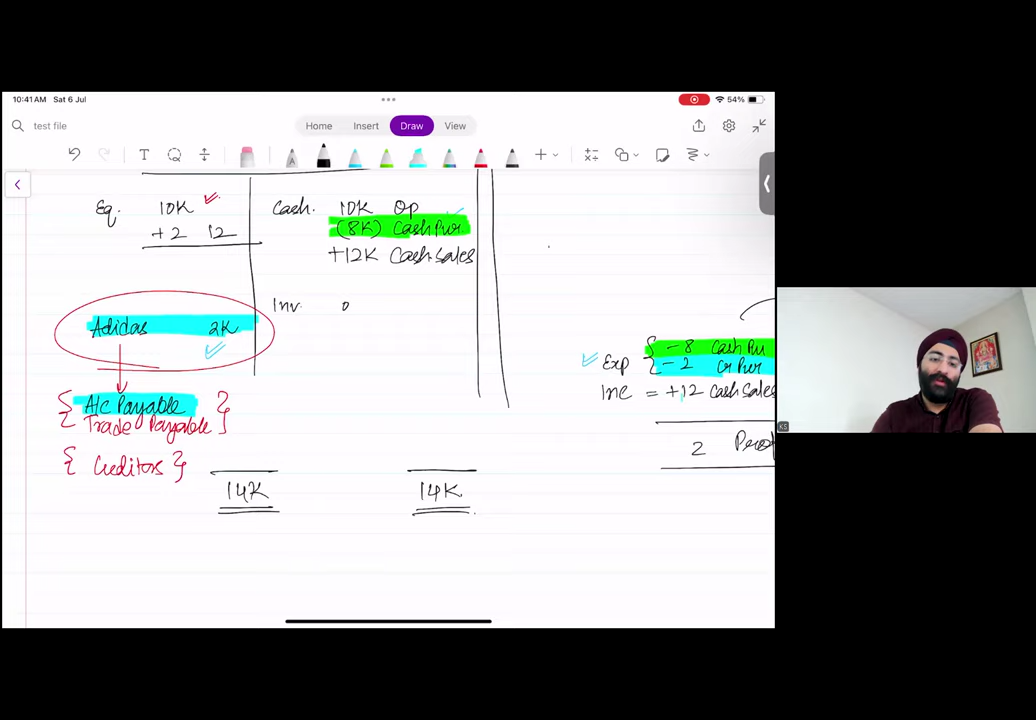 10:41 AM Sat 6 Jul
54%
test file
Home Insert Draw View
Eq. 10K
+2 12
Cash. 10K Op
(8K) Cash Pur
+12K Cash Sales
Inv. 0
Adidas 2K
A/c Payable
Trade Payable
{ Creditors }
14K 14K
Exp { -8 Cash Pur
-2 Cr Pur
Inc = +12 Cash Sales
2 Prof
KS